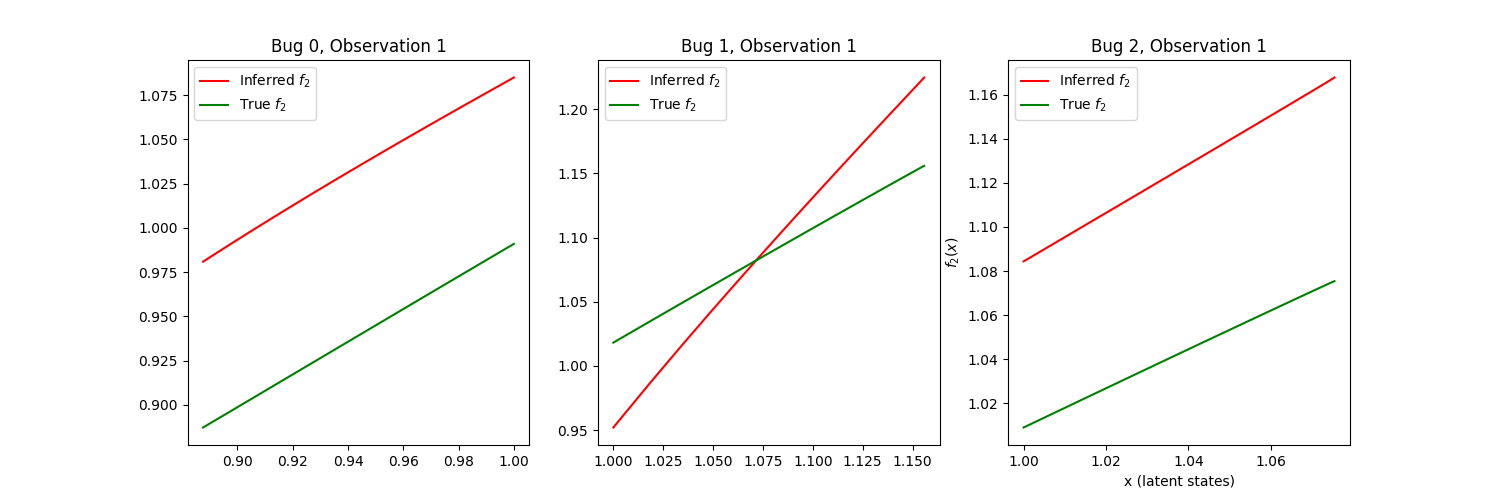 Bug 0, Observation 1
Inferred f₂
True f₂
1.075
1.050
1.025
1.000
0.975
0.950
0.925
0.900
0.90 0.92 0.94 0.96 0.98 1.00
Bug 1, Observation 1
Inferred f₂
True f₂
1.20
1.15
1.10
1.05
1.00
0.95
1.000 1.025 1.050 1.075 1.100 1.125 1.150
Bug 2, Observation 1
Inferred f₂
True f₂
f₂(x)
1.16
1.14
1.12
1.10
1.08
1.06
1.04
1.02
1.00 1.02 1.04 1.06
x (latent states)